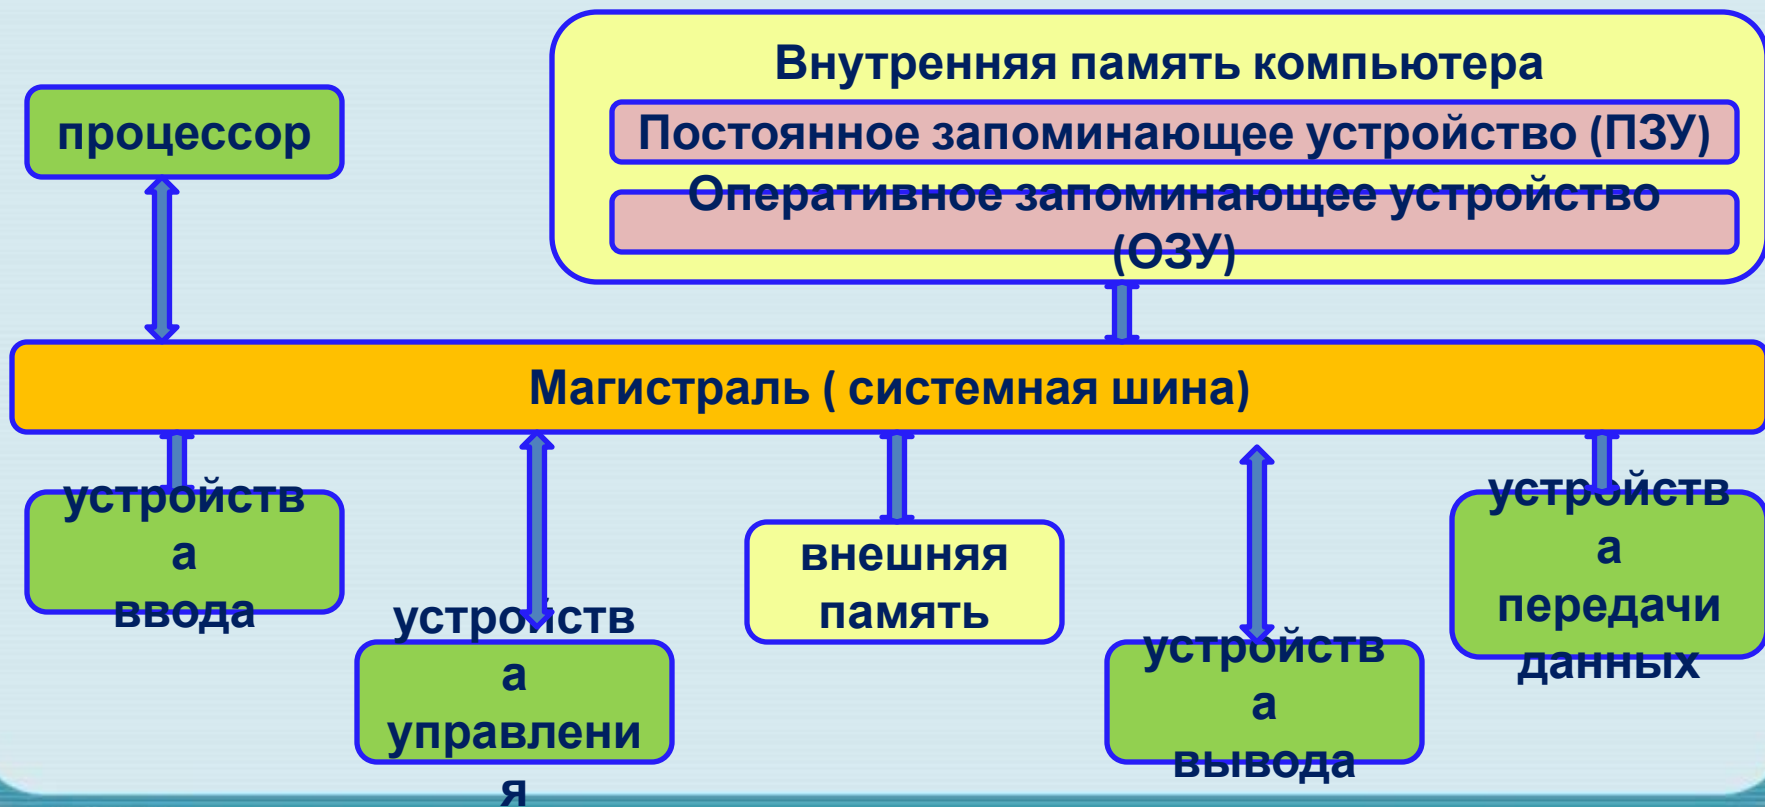 Внутренняя память компьютера
процессор
Постоянное запоминающее устройство (ПЗУ)
Оперативное запоминающее устройство
(ОЗУ)
Магистраль ( системная шина)
устройств
а
ввода
устройств
а
управлени
я
внешняя
память
устройств
а
вывода
устройств
а
передачи
данных